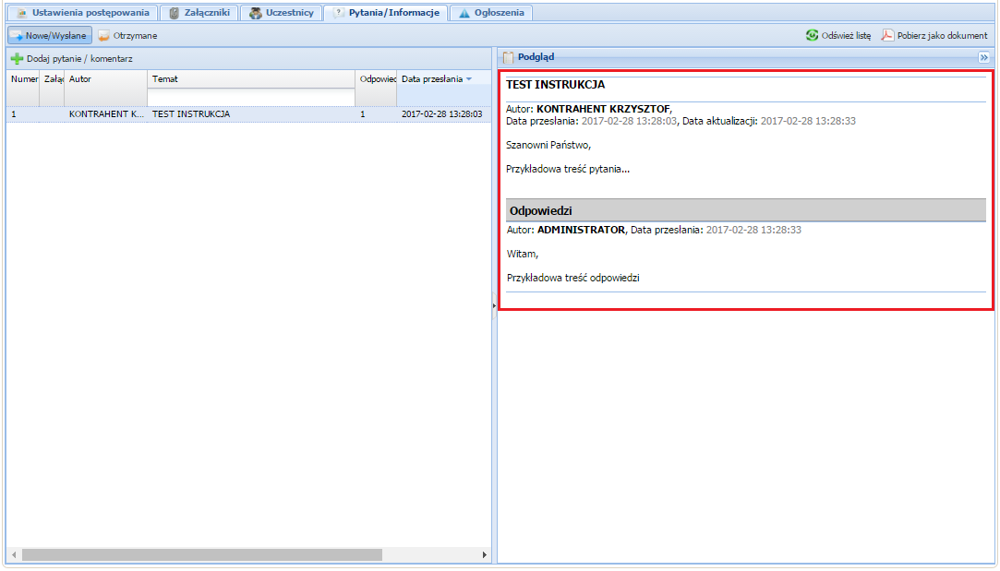 Ustawienia postępowania Załączniki Uczestnicy Pytania/Informacje Ogłoszenia
Nowe/Wysłane Otrzymane Odśwież listę Pobierz jako dokument
Dodaj pytanie / komentarz
Numer Załąc Autor Temat Odpowiedz Data przesłania
1 KONTRAHENT K... TEST INSTRUKCJA 1 2017-02-28 13:28:03
Podgląd
TEST INSTRUKCJA
Autor: KONTRAHENT KRZYSZTOF,
Data przesłania: 2017-02-28 13:28:03, Data aktualizacji: 2017-02-28 13:28:33
Szanowni Państwo,
Przykładowa treść pytania...
Odpowiedzi
Autor: ADMINISTRATOR, Data przesłania: 2017-02-28 13:28:33
Witam,
Przykładowa treść odpowiedzi